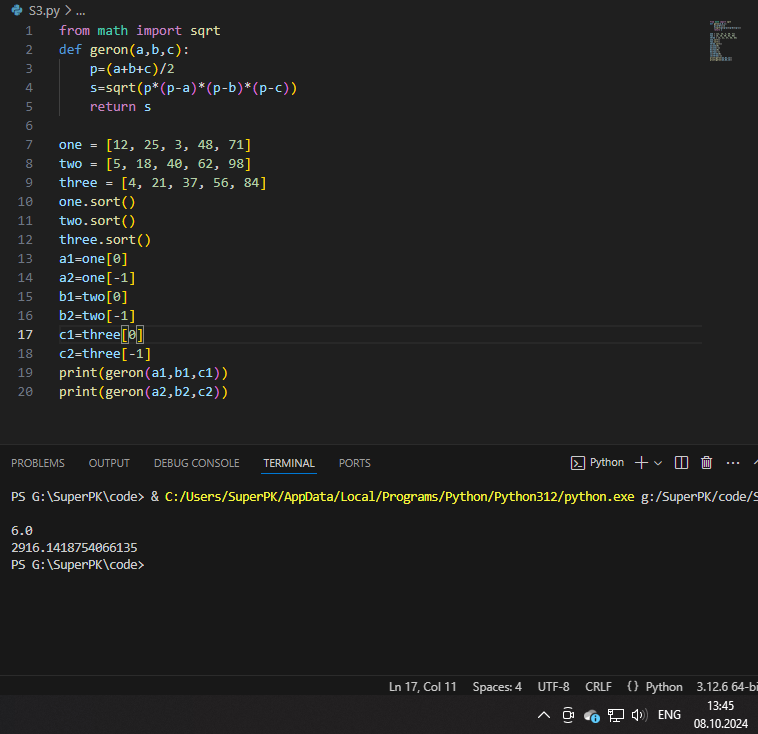 S3.py > ...
1 from math import sqrt
2 def geron(a,b,c):
3     p=(a+b+c)/2
4     s=sqrt(p*(p-a)*(p-b)*(p-c))
5     return s
6
7 one = [12, 25, 3, 48, 71]
8 two = [5, 18, 40, 62, 98]
9 three = [4, 21, 37, 56, 84]
10 one.sort()
11 two.sort()
12 three.sort()
13 a1=one[0]
14 a2=one[-1]
15 b1=two[0]
16 b2=two[-1]
17 c1=three[0]
18 c2=three[-1]
19 print(geron(a1,b1,c1))
20 print(geron(a2,b2,c2))
PROBLEMS OUTPUT DEBUG CONSOLE TERMINAL PORTS Python
PS G:\SuperPK\code> & C:/Users/SuperPK/AppData/Local/Programs/Python/Python312/python.exe g:/SuperPK/code/S
6.0
2916.1418754066135
PS G:\SuperPK\code>
Ln 17, Col 11 Spaces: 4 UTF-8 CRLF {} Python 3.12.6 64-bi
ENG 13:45
08.10.2024